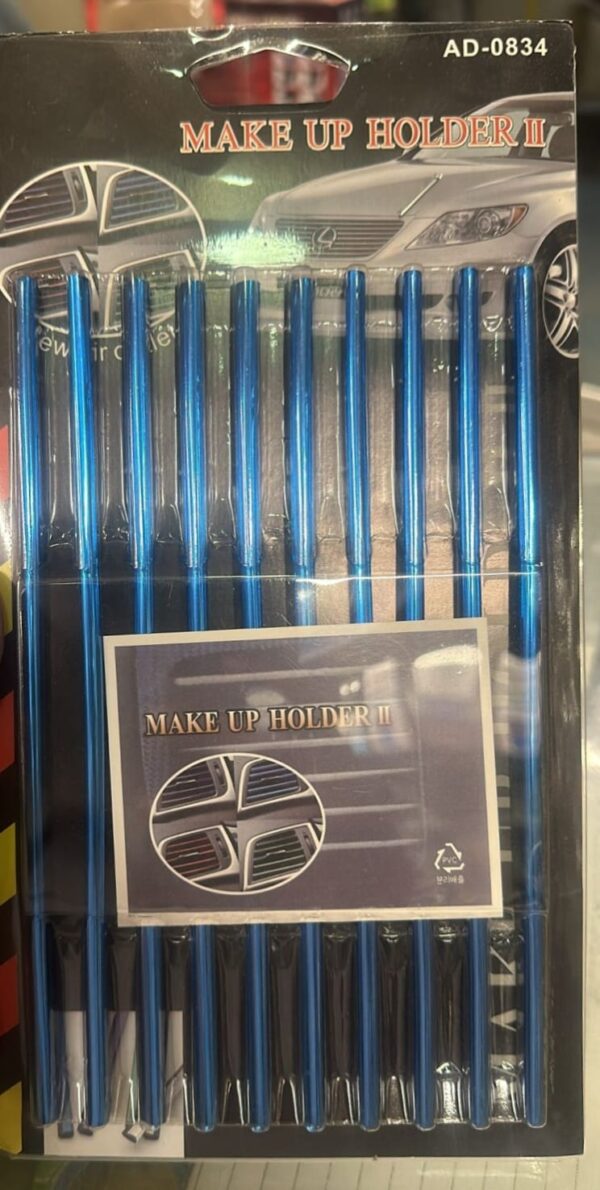 AD-0834
MAKE UP HOLDER II
MAKE UP HOLDER II
PVC
분리배출